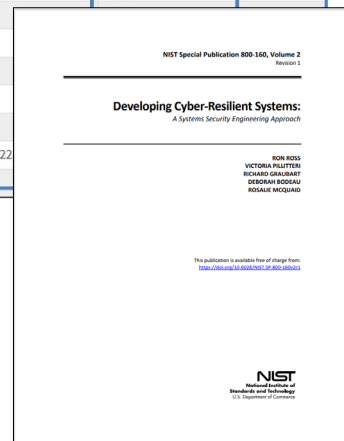 NIST Special Publication 800-160, Volume 2
Revision 1
Developing Cyber-Resilient Systems:
A Systems Security Engineering Approach
22
RON ROSS
VICTORIA PILLITTERI
RICHARD GRAUBART
DEBORAH BODEAU
ROSALIE MCQUAID
This publication is available free of charge from:
https://doi.org/10.6028/NIST.SP.800-160v2r1
NIST
National Institute of
Standards and Technology
U.S. Department of Commerce